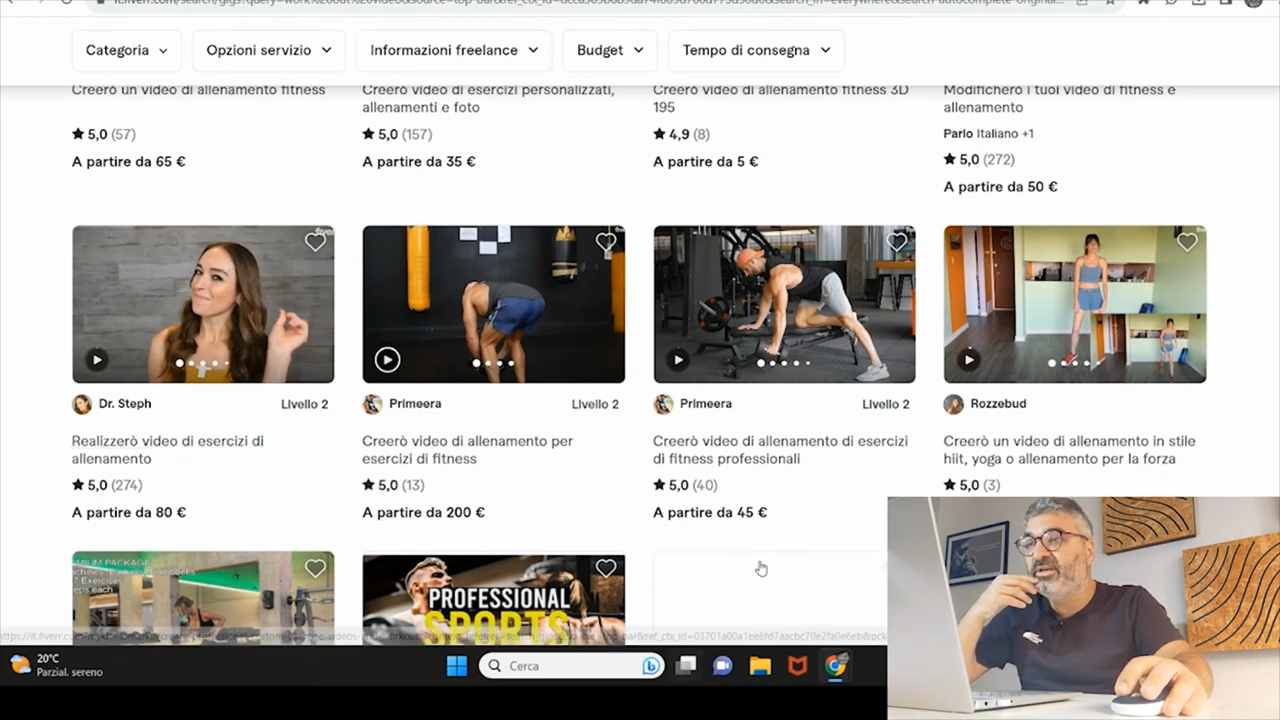 Categoria
Opzioni servizio
Informazioni freelance
Budget
Tempo di consegna
Creerò un video di allenamento fitness
Creerò video di esercizi personalizzati,
allenamenti e foto
Creerò video di allenamento fitness 3D
195
Modificherò i tuoi video di fitness e
allenamento
5,0 (57)
5,0 (157)
4,9 (8)
Parlo Italiano +1
A partire da 65 €
A partire da 35 €
A partire da 5 €
5,0 (272)
A partire da 50 €
Dr. Steph
Livello 2
Primeera
Livello 2
Primeera
Livello 2
Rozzebud
Realizzerò video di esercizi di
allenamento
Creerò video di allenamento per
esercizi di fitness
Creerò video di allenamento di esercizi
di fitness professionali
Creerò un video di allenamento in stile
hiit, yoga o allenamento per la forza
5,0 (274)
5,0 (13)
5,0 (40)
5,0 (3)
A partire da 80 €
A partire da 200 €
A partire da 45 €
PACKAGE
7 Exercises
PROFESSIONAL
SPORTS
20°C
Parzial. sereno
Cerca